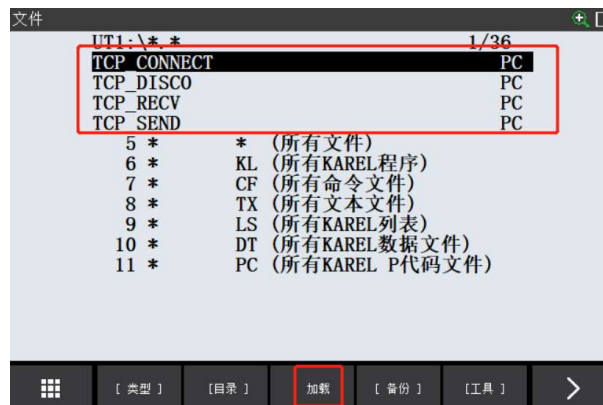 文件
UT1:\*.* 1/36
TCP_CONNECT PC
TCP_DISCO PC
TCP_RECV PC
TCP_SEND PC
5 * * (所有文件)
6 * KL (所有KAREL程序)
7 * CF (所有命令文件)
8 * TX (所有文本文件)
9 * LS (所有KAREL列表)
10 * DT (所有KAREL数据文件)
11 * PC (所有KAREL P代码文件)
[ 类型 ] [目录 ] 加载 [ 备份 ] [工具 ]